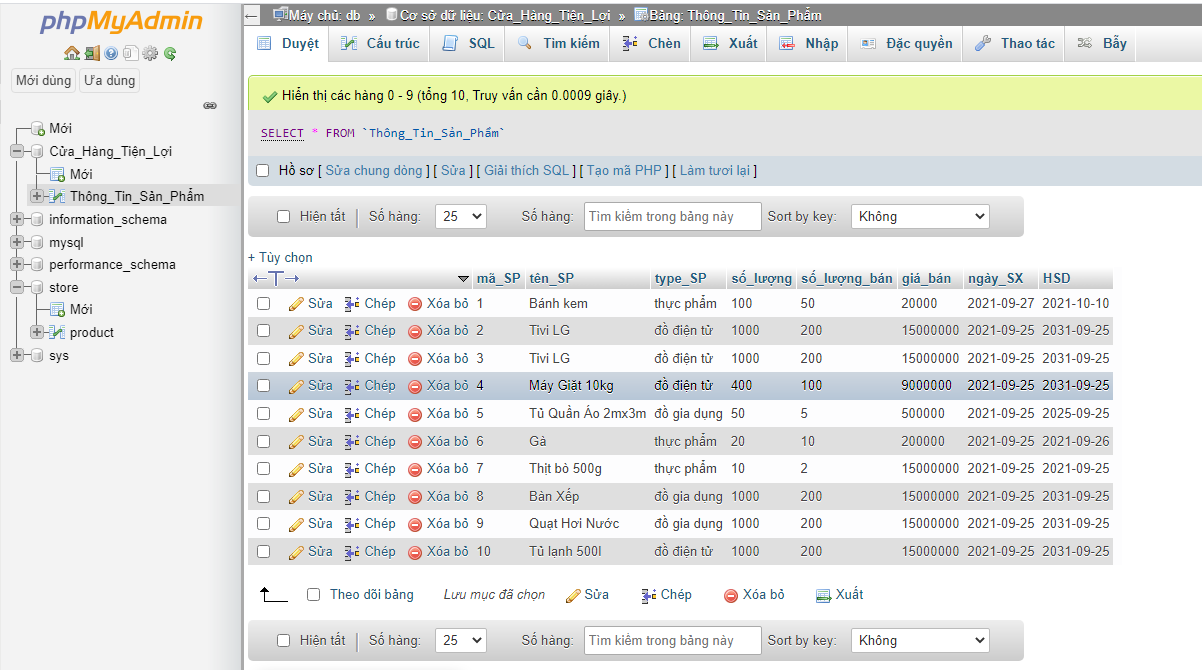 phpMyAdmin
Mới dùng Ưa dùng
Mới
Cửa_Hàng_Tiện_Lợi
Mới
Thông_Tin_Sản_Phẩm
information_schema
mysql
performance_schema
store
Mới
product
sys
Máy chủ: db » Cơ sở dữ liệu: Cửa_Hàng_Tiện_Lợi » Bảng: Thông_Tin_Sản_Phẩm
Duyệt Cấu trúc SQL Tìm kiếm Chèn Xuất Nhập Đặc quyền Thao tác Bẫy
Hiển thị các hàng 0 - 9 (tổng 10, Truy vấn cần 0.0009 giây.)
SELECT * FROM `Thông_Tin_Sản_Phẩm`
Hồ sơ [ Sửa chung dòng ] [ Sửa ] [ Giải thích SQL ] [ Tạo mã PHP ] [ Làm tươi lại ]
Hiện tất | Số hàng: 25 Số hàng: Tìm kiếm trong bảng này Sort by key: Không
+ Tùy chọn
←T→ mã_SP tên_SP type_SP số_lượng số_lượng_bán giá_bán ngày_SX HSD
Sửa Chép Xóa bỏ 1 Bánh kem thực phẩm 100 50 20000 2021-09-27 2021-10-10
Sửa Chép Xóa bỏ 2 Tivi LG đồ điện tử 1000 200 15000000 2021-09-25 2031-09-25
Sửa Chép Xóa bỏ 3 Tivi LG đồ điện tử 1000 200 15000000 2021-09-25 2031-09-25
Sửa Chép Xóa bỏ 4 Máy Giặt 10kg đồ điện tử 400 100 9000000 2021-09-25 2031-09-25
Sửa Chép Xóa bỏ 5 Tủ Quần Áo 2mx3m đồ gia dụng 50 5 500000 2021-09-25 2025-09-25
Sửa Chép Xóa bỏ 6 Gà thực phẩm 20 10 200000 2021-09-25 2021-09-26
Sửa Chép Xóa bỏ 7 Thịt bò 500g thực phẩm 10 2 15000000 2021-09-25 2031-09-25
Sửa Chép Xóa bỏ 8 Bàn Xếp đồ gia dụng 1000 200 15000000 2021-09-25 2031-09-25
Sửa Chép Xóa bỏ 9 Quạt Hơi Nước đồ gia dụng 1000 200 15000000 2021-09-25 2031-09-25
Sửa Chép Xóa bỏ 10 Tủ lạnh 500l đồ điện tử 1000 200 15000000 2021-09-25 2031-09-25
Theo dõi bảng Lưu mục đã chọn Sửa Chép Xóa bỏ Xuất
Hiện tất | Số hàng: 25 Số hàng: Tìm kiếm trong bảng này Sort by key: Không